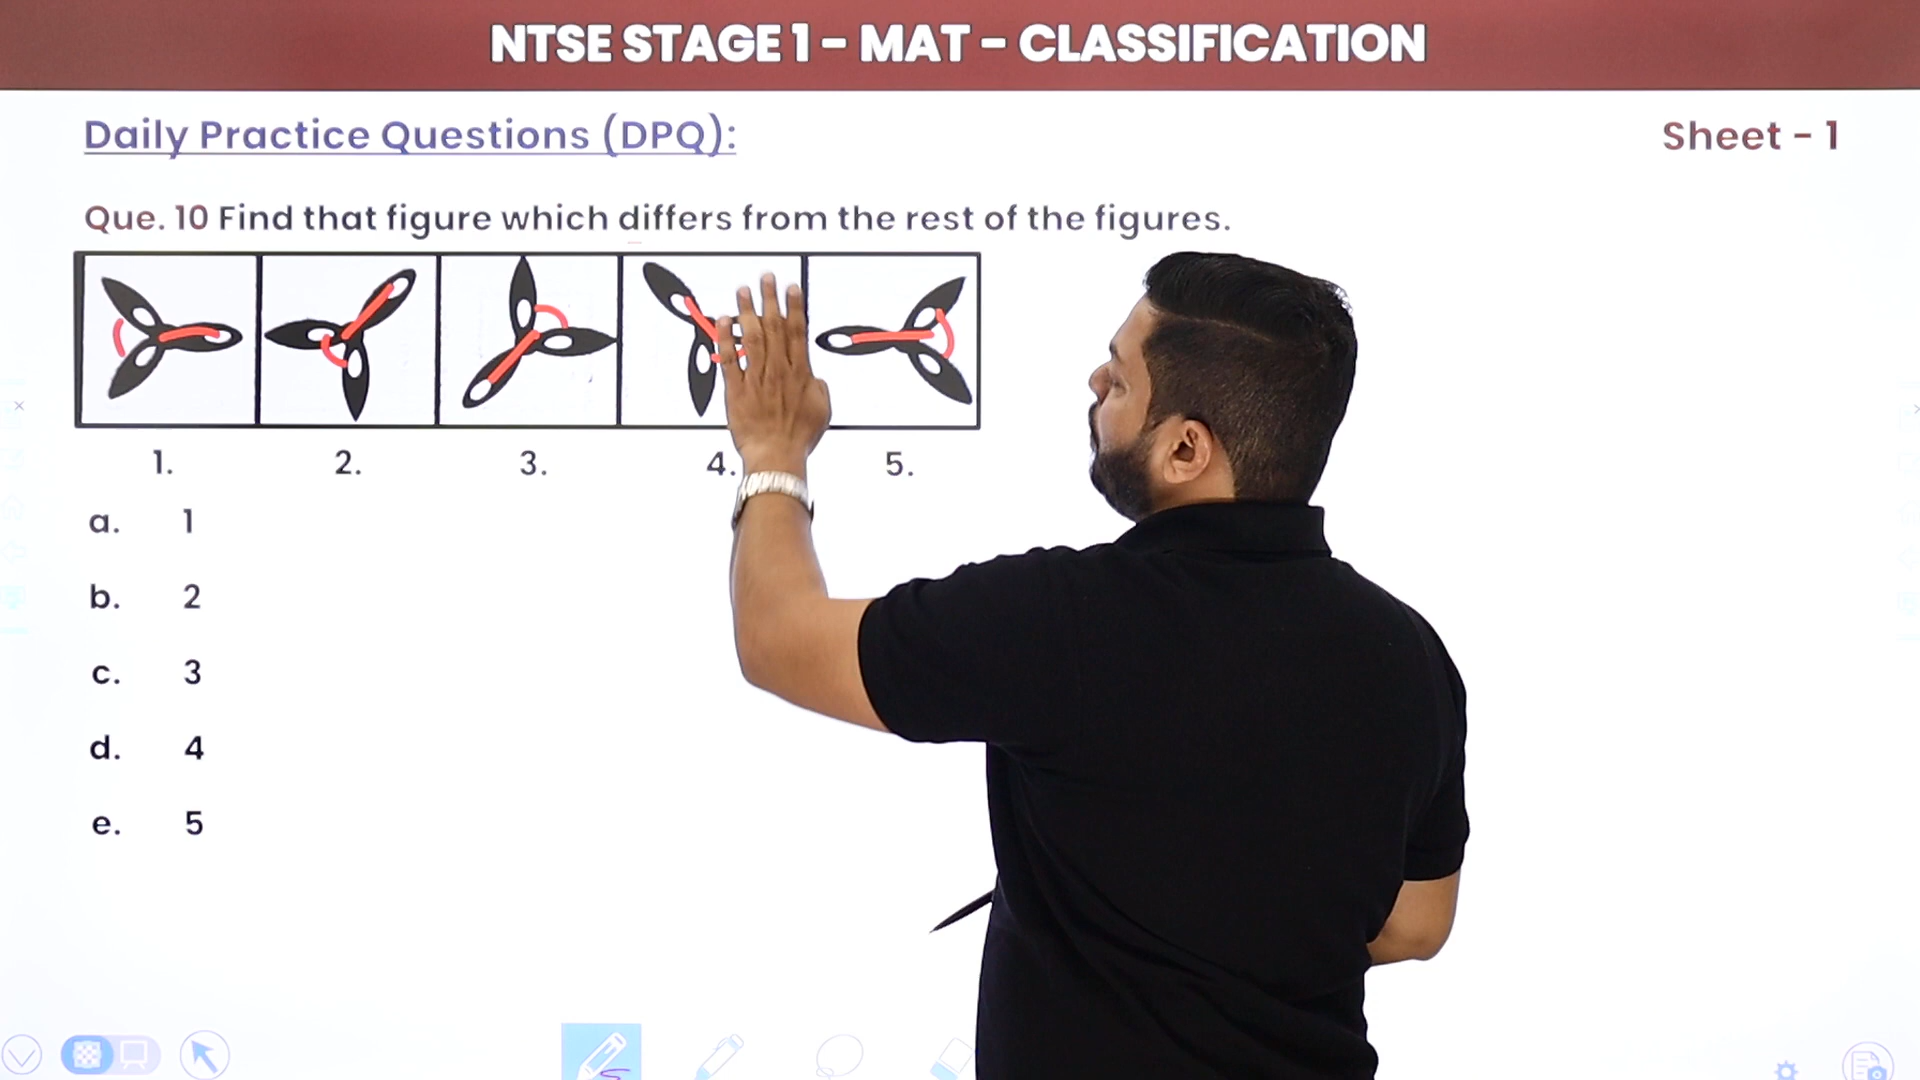 NTSE STAGE 1 - MAT - CLASSIFICATION
Daily Practice Questions (DPQ):
Sheet - 1
Que. 10 Find that figure which differs from the rest of the figures.
1. 2. 3. 4. 5.
a. 1
b. 2
c. 3
d. 4
e. 5